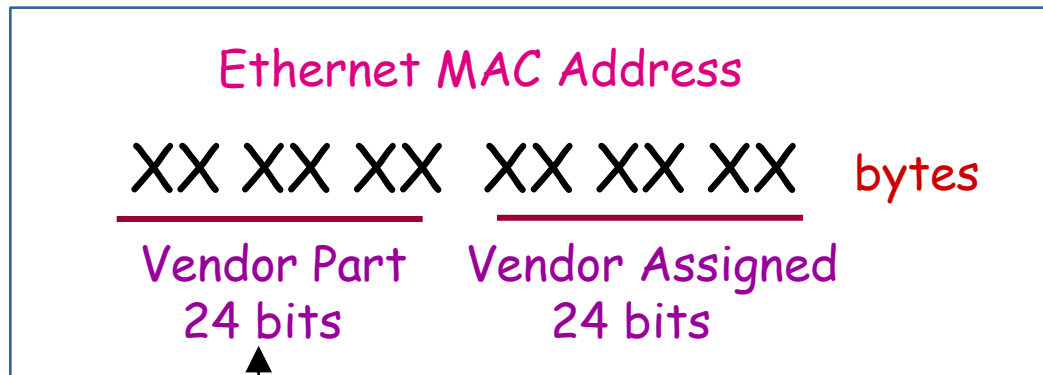 Ethernet MAC Address
XX XX XX XX XX XX bytes
Vendor Part Vendor Assigned
24 bits 24 bits